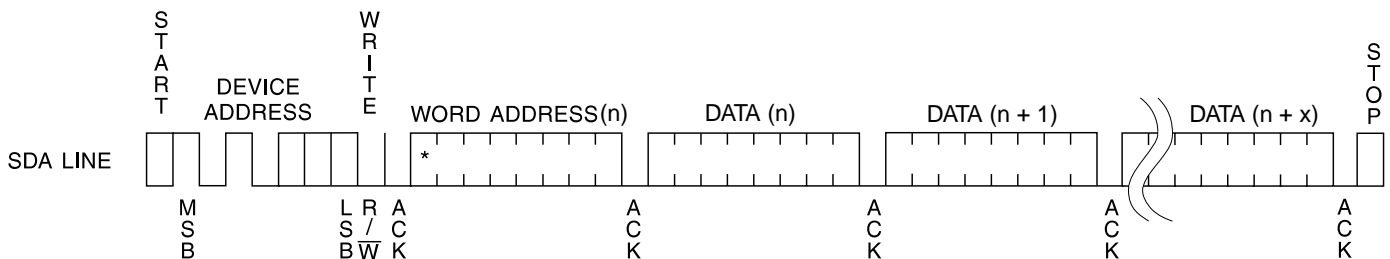 START
DEVICE
ADDRESS
WRITE
WORD ADDRESS(n)
DATA (n)
DATA (n + 1)
DATA (n + x)
STOP
SDA LINE
*
MSB
LSB
R/W
ACK
ACK
ACK
ACK
ACK